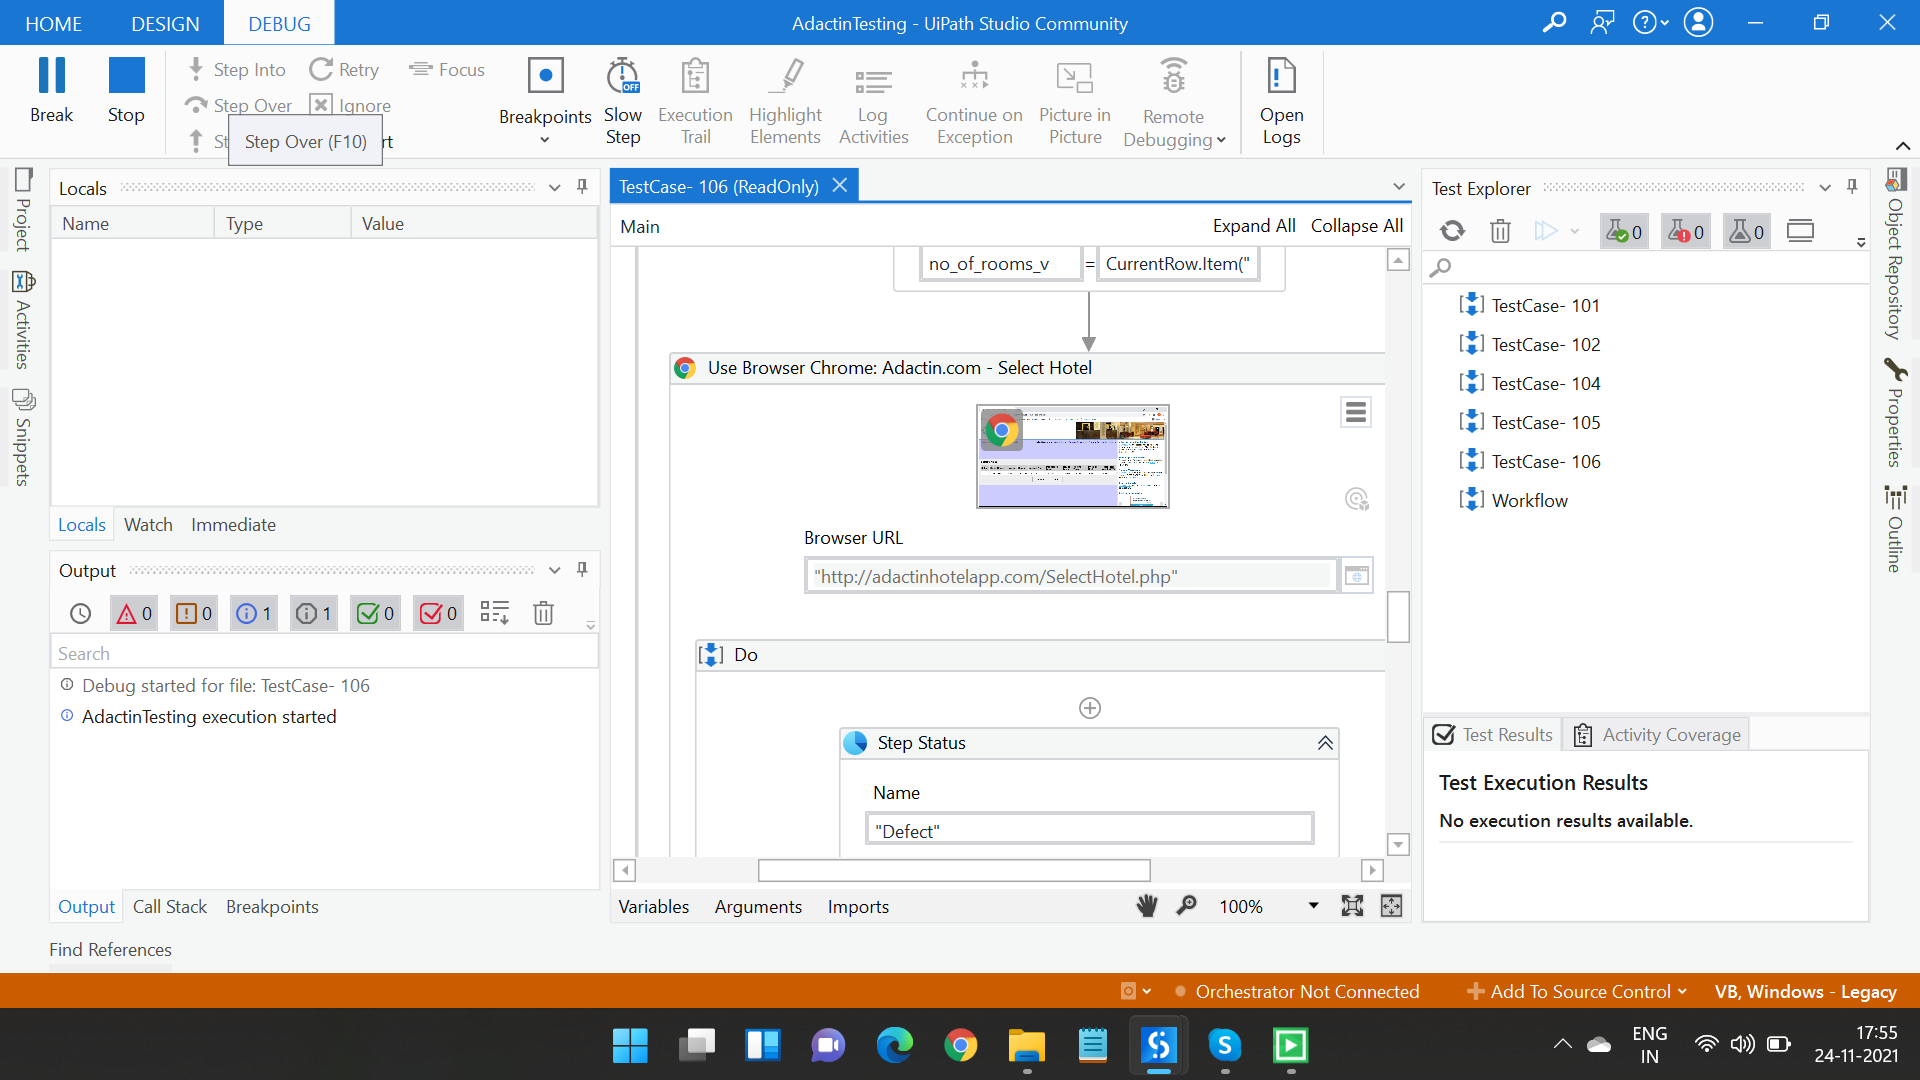 HOME
DESIGN
DEBUG
AdactinTesting - UiPath Studio Community
Break
Stop
Step Into
Retry
Focus
Step Over
Ignore
St
rt
Step Over (F10)
Breakpoints
Slow Step
Execution Trail
Highlight Elements
Log Activities
Continue on Exception
Picture in Picture
Remote Debugging
Open Logs
OFF
Project
Activities
Snippets
Locals
Name
Type
Value
Locals
Watch
Immediate
Output
0
0
1
1
0
0
Search
Debug started for file: TestCase- 106
AdactinTesting execution started
Output
Call Stack
Breakpoints
Find References
TestCase- 106 (ReadOnly)
Main
Expand All
Collapse All
no_of_rooms_v
=
CurrentRow.Item("
Use Browser Chrome: Adactin.com - Select Hotel
Browser URL
"http://adactinhotelapp.com/SelectHotel.php"
Do
Step Status
Name
"Defect"
Variables
Arguments
Imports
100%
Test Explorer
0
0
0
TestCase- 101
TestCase- 102
TestCase- 104
TestCase- 105
TestCase- 106
Workflow
Test Results
Activity Coverage
Test Execution Results
No execution results available.
Object Repository
Properties
Outline
Orchestrator Not Connected
Add To Source Control
VB, Windows - Legacy
ENG
IN
17:55
24-11-2021